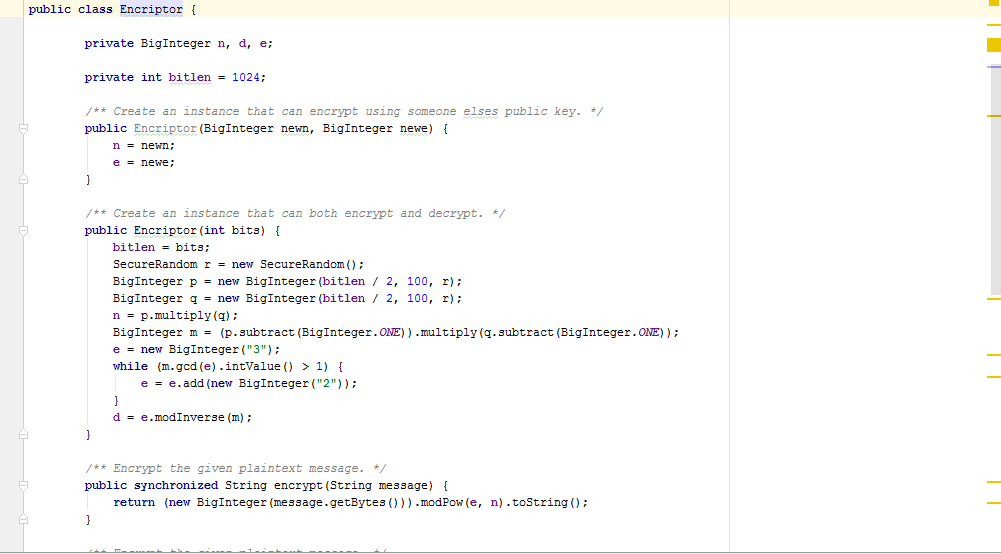 public class Encriptor {
private BigInteger n, d, e;
private int bitlen = 1024;
/** Create an instance that can encrypt using someone elses public key. */
public Encriptor(BigInteger newn, BigInteger newe) {
n = newn;
e = newe;
}
/** Create an instance that can both encrypt and decrypt. */
public Encriptor(int bits) {
bitlen = bits;
SecureRandom r = new SecureRandom();
BigInteger p = new BigInteger(bitlen / 2, 100, r);
BigInteger q = new BigInteger(bitlen / 2, 100, r);
n = p.multiply(q);
BigInteger m = (p.subtract(BigInteger.ONE)).multiply(q.subtract(BigInteger.ONE));
e = new BigInteger("3");
while (m.gcd(e).intValue() > 1) {
e = e.add(new BigInteger("2"));
}
d = e.modInverse(m);
}
/** Encrypt the given plaintext message. */
public synchronized String encrypt(String message) {
return (new BigInteger(message.getBytes())).modPow(e, n).toString();
}
/** Encrypt the given plaintext message. */